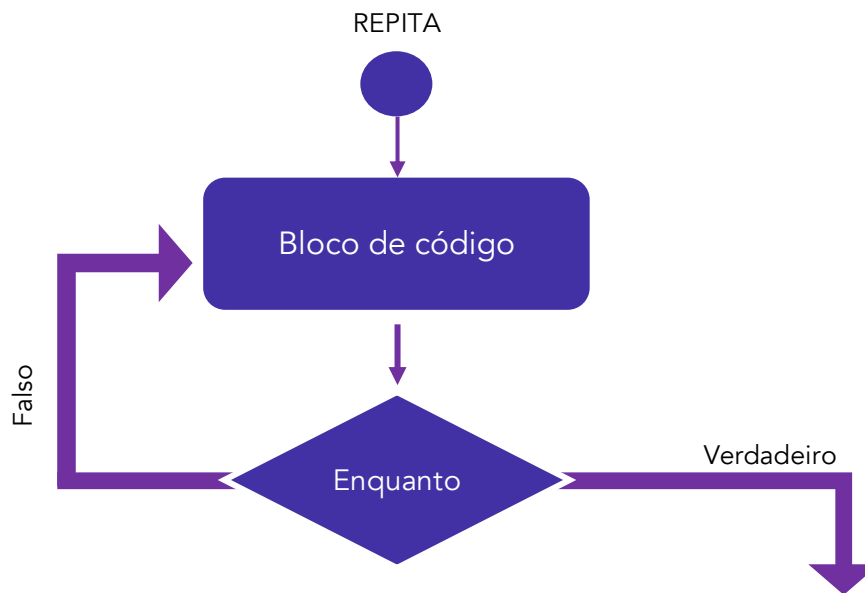 REPITA
Bloco de código
Falso
Enquanto
Verdadeiro